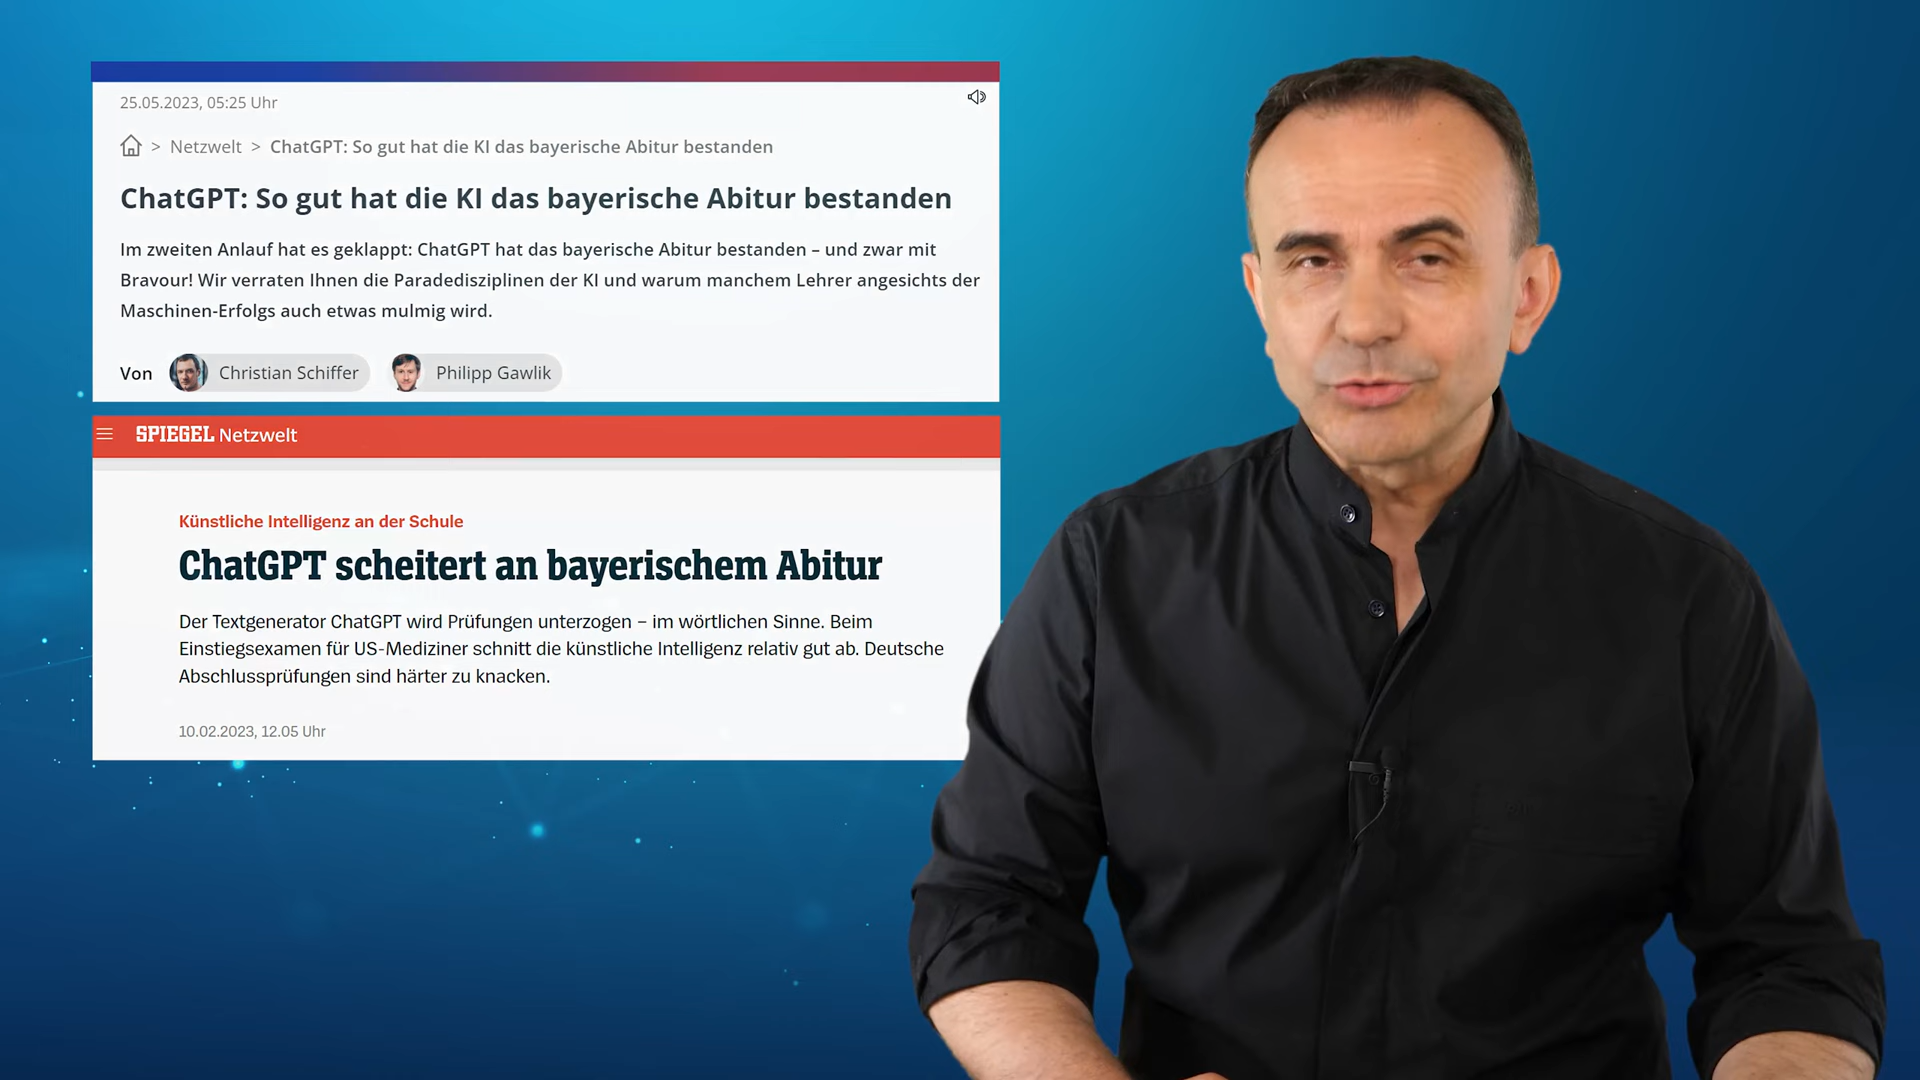 25.05.2023, 05:25 Uhr
> Netzwelt > ChatGPT: So gut hat die KI das bayerische Abitur bestanden
ChatGPT: So gut hat die KI das bayerische Abitur bestanden
Im zweiten Anlauf hat es geklappt: ChatGPT hat das bayerische Abitur bestanden – und zwar mit
Bravour! Wir verraten Ihnen die Paradedisziplinen der KI und warum manchem Lehrer angesichts der
Maschinen-Erfolgs auch etwas mulmig wird.
Von Christian Schiffer Philipp Gawlik
SPIEGEL Netzwelt
Künstliche Intelligenz an der Schule
ChatGPT scheitert an bayerischem Abitur
Der Textgenerator ChatGPT wird Prüfungen unterzogen – im wörtlichen Sinne. Beim
Einstiegsexamen für US-Mediziner schnitt die künstliche Intelligenz relativ gut ab. Deutsche
Abschlussprüfungen sind härter zu knacken.
10.02.2023, 12.05 Uhr